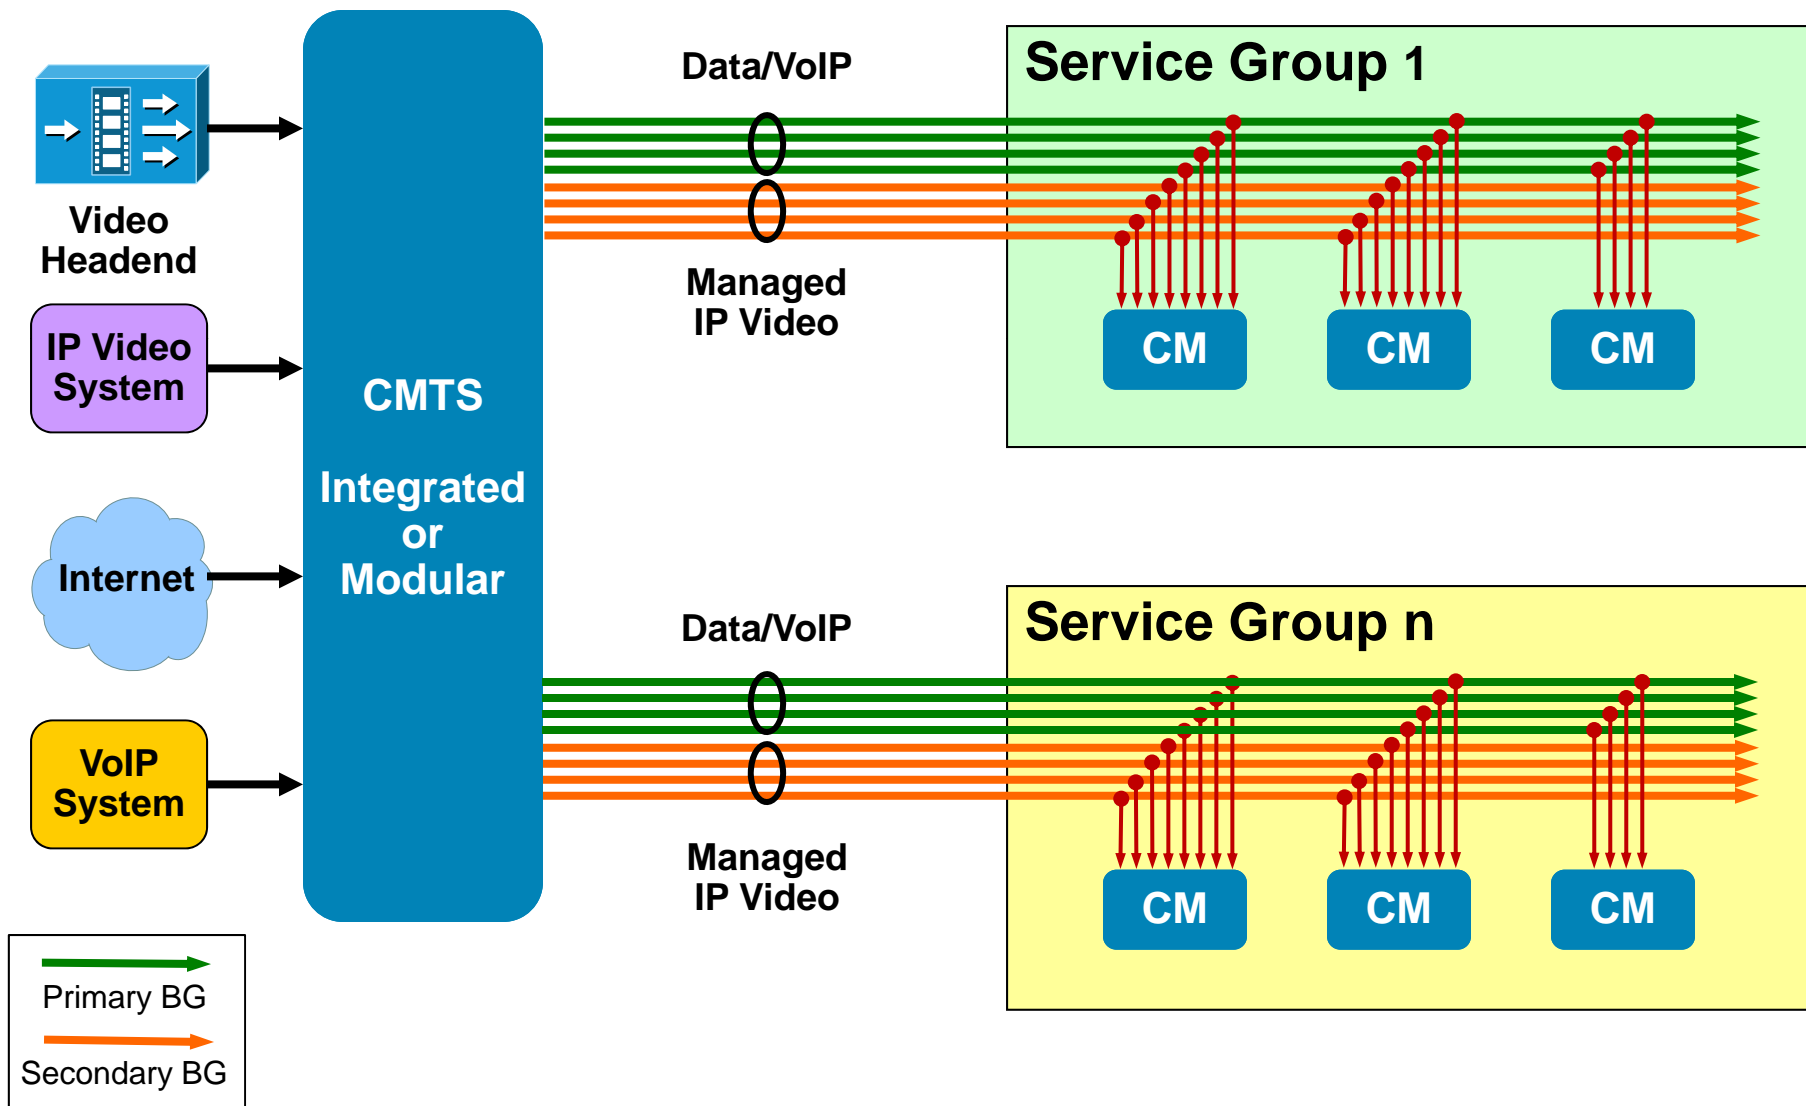 Video
Headend
IP Video
System
Internet
VoIP
System
CMTS
Integrated
or
Modular
Data/VoIP
Managed
IP Video
Service Group 1
CM
CM
CM
Data/VoIP
Managed
IP Video
Service Group n
CM
CM
CM
Primary BG
Secondary BG